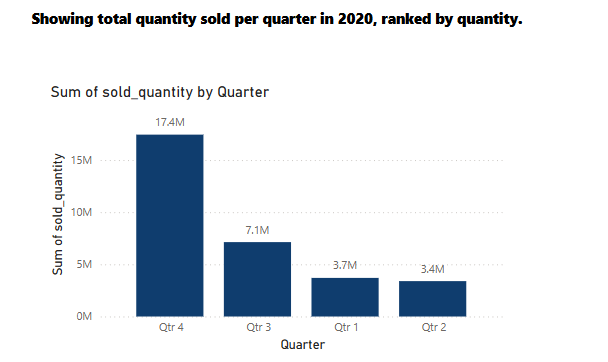 Showing total quantity sold per quarter in 2020, ranked by quantity.
Sum of sold_quantity by Quarter
17.4M
15M
10M
7.1M
5M
3.7M
3.4M
0M
Sum of sold_quantity
Qtr 4
Qtr 3
Qtr 1
Qtr 2
Quarter